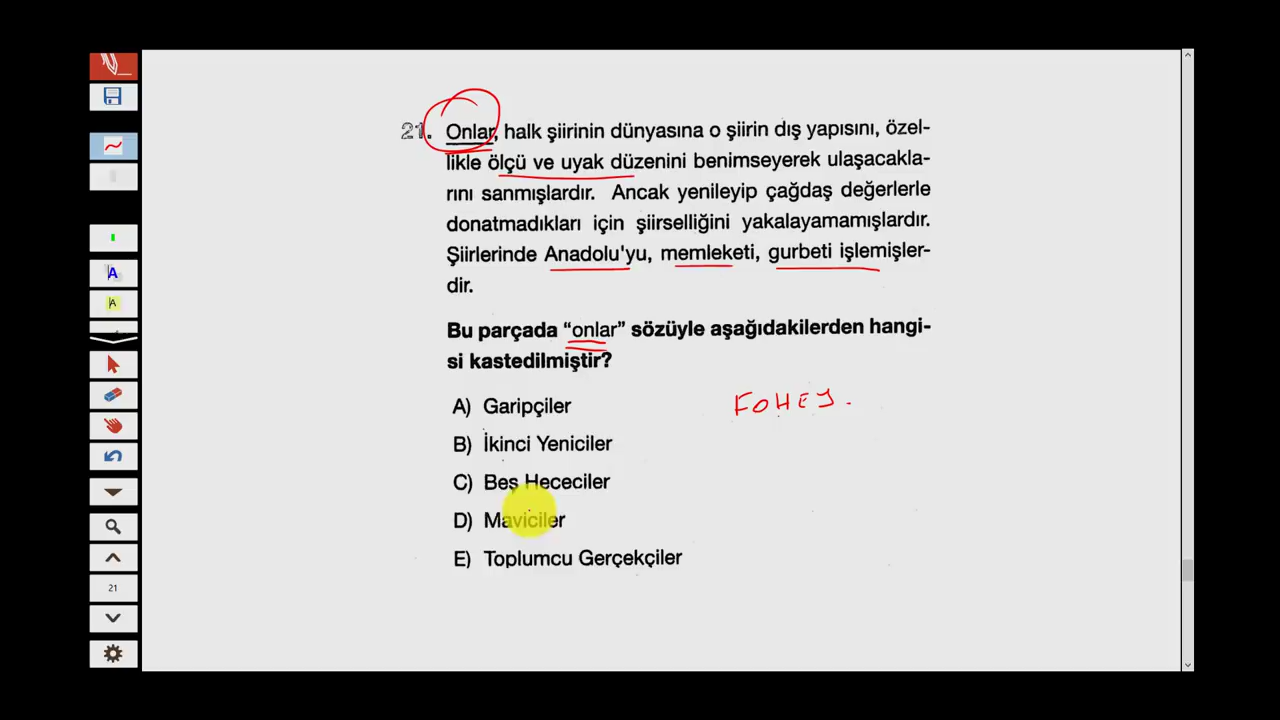 21. Onlar, halk şiirinin dünyasına o şiirin dış yapısını, özel-
likle ölçü ve uyak düzenini benimseyerek ulaşacakla-
rını sanmışlardır. Ancak yenileyip çağdaş değerlerle
donatmadıkları için şiirselliğini yakalayamamışlardır.
Şiirlerinde Anadolu'yu, memleketi, gurbeti işlemişler-
dir.
Bu parçada “onlar” sözüyle aşağıdakilerden hangi-
si kastedilmiştir?
A) Garipçiler
FOHEY.
B) İkinci Yeniciler
C) Beş Hececiler
D) Maviciler
E) Toplumcu Gerçekçiler
A
A
21